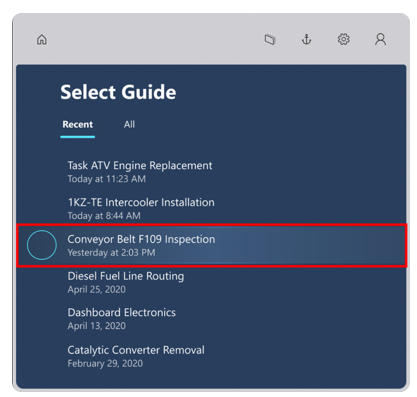 Select Guide
Recent All
Task ATV Engine Replacement
Today at 11:23 AM
1KZ-TE Intercooler Installation
Today at 8:44 AM
Conveyor Belt F109 Inspection
Yesterday at 2:03 PM
Diesel Fuel Line Routing
April 25, 2020
Dashboard Electronics
April 13, 2020
Catalytic Converter Removal
February 29, 2020